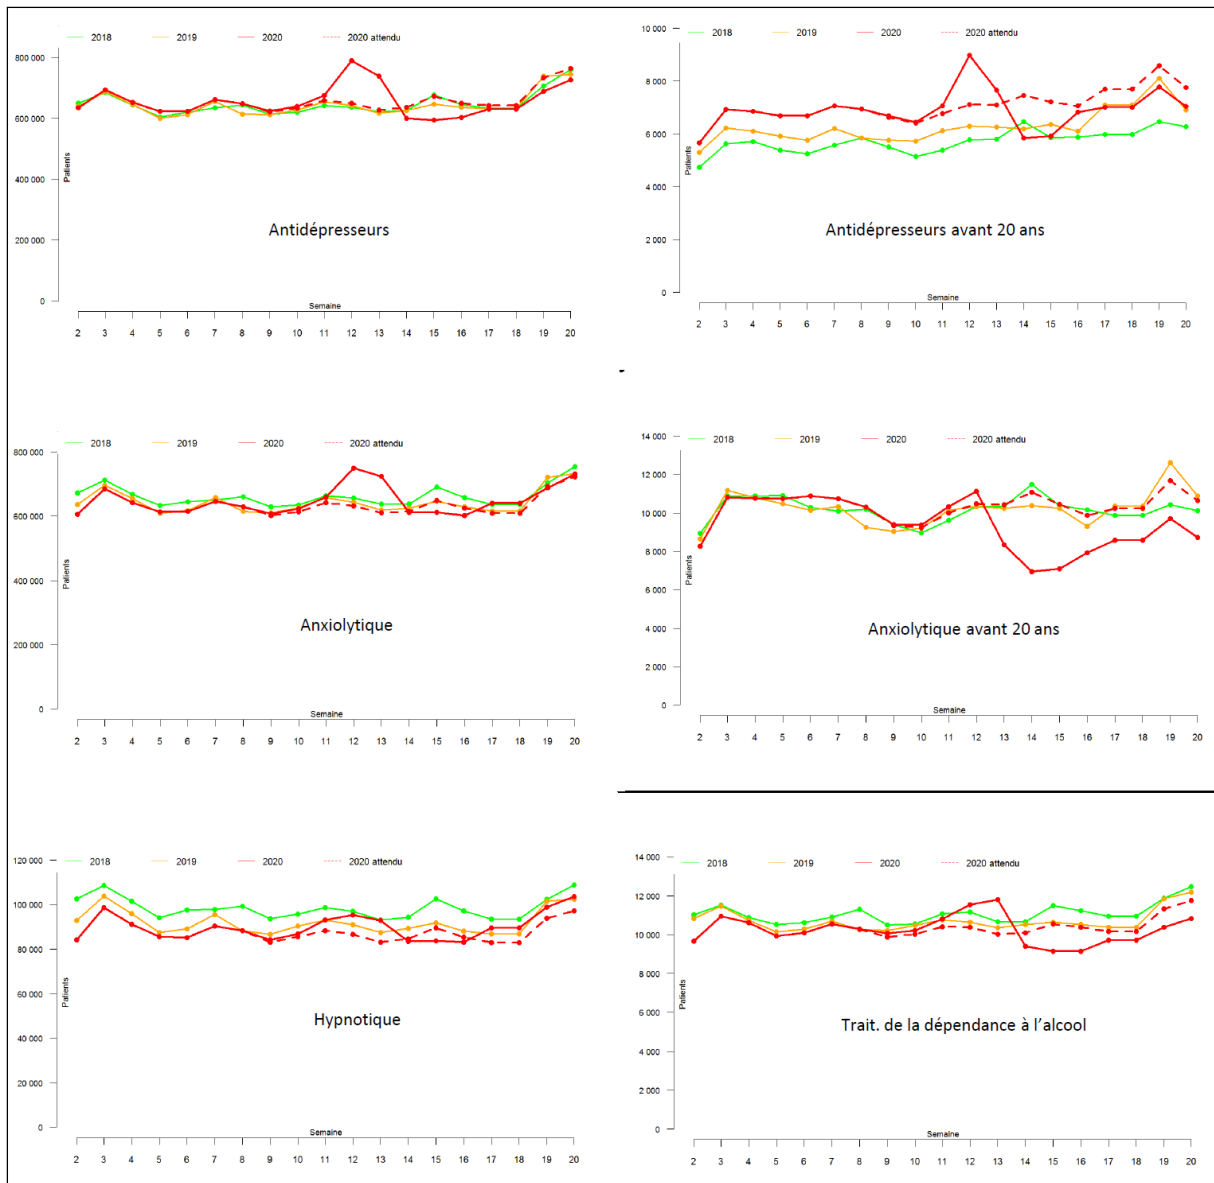 2018 2019 2020 2020 attendu
800 000
600 000
400 000
200 000
0
Patients
Antidépresseurs
Semaine
2 3 4 5 6 7 8 9 10 11 12 13 14 15 16 17 18 19 20
2018 2019 2020 2020 attendu
10 000
8 000
6 000
4 000
2 000
0
Patients
Antidépresseurs avant 20 ans
Semaine
2 3 4 5 6 7 8 9 10 11 12 13 14 15 16 17 18 19 20
2018 2019 2020 2020 attendu
800 000
600 000
400 000
200 000
0
Patients
Anxiolytique
Semaine
2 3 4 5 6 7 8 9 10 11 12 13 14 15 16 17 18 19 20
2018 2019 2020 2020 attendu
14 000
12 000
10 000
8 000
6 000
4 000
2 000
0
Patients
Anxiolytique avant 20 ans
Semaine
2 3 4 5 6 7 8 9 10 11 12 13 14 15 16 17 18 19 20
2018 2019 2020 2020 attendu
120 000
100 000
80 000
60 000
40 000
20 000
0
Patients
Hypnotique
Semaine
2 3 4 5 6 7 8 9 10 11 12 13 14 15 16 17 18 19 20
2018 2019 2020 2020 attendu
14 000
12 000
10 000
8 000
6 000
4 000
2 000
0
Patients
Trait. de la dépendance à l'alcool
Semaine
2 3 4 5 6 7 8 9 10 11 12 13 14 15 16 17 18 19 20